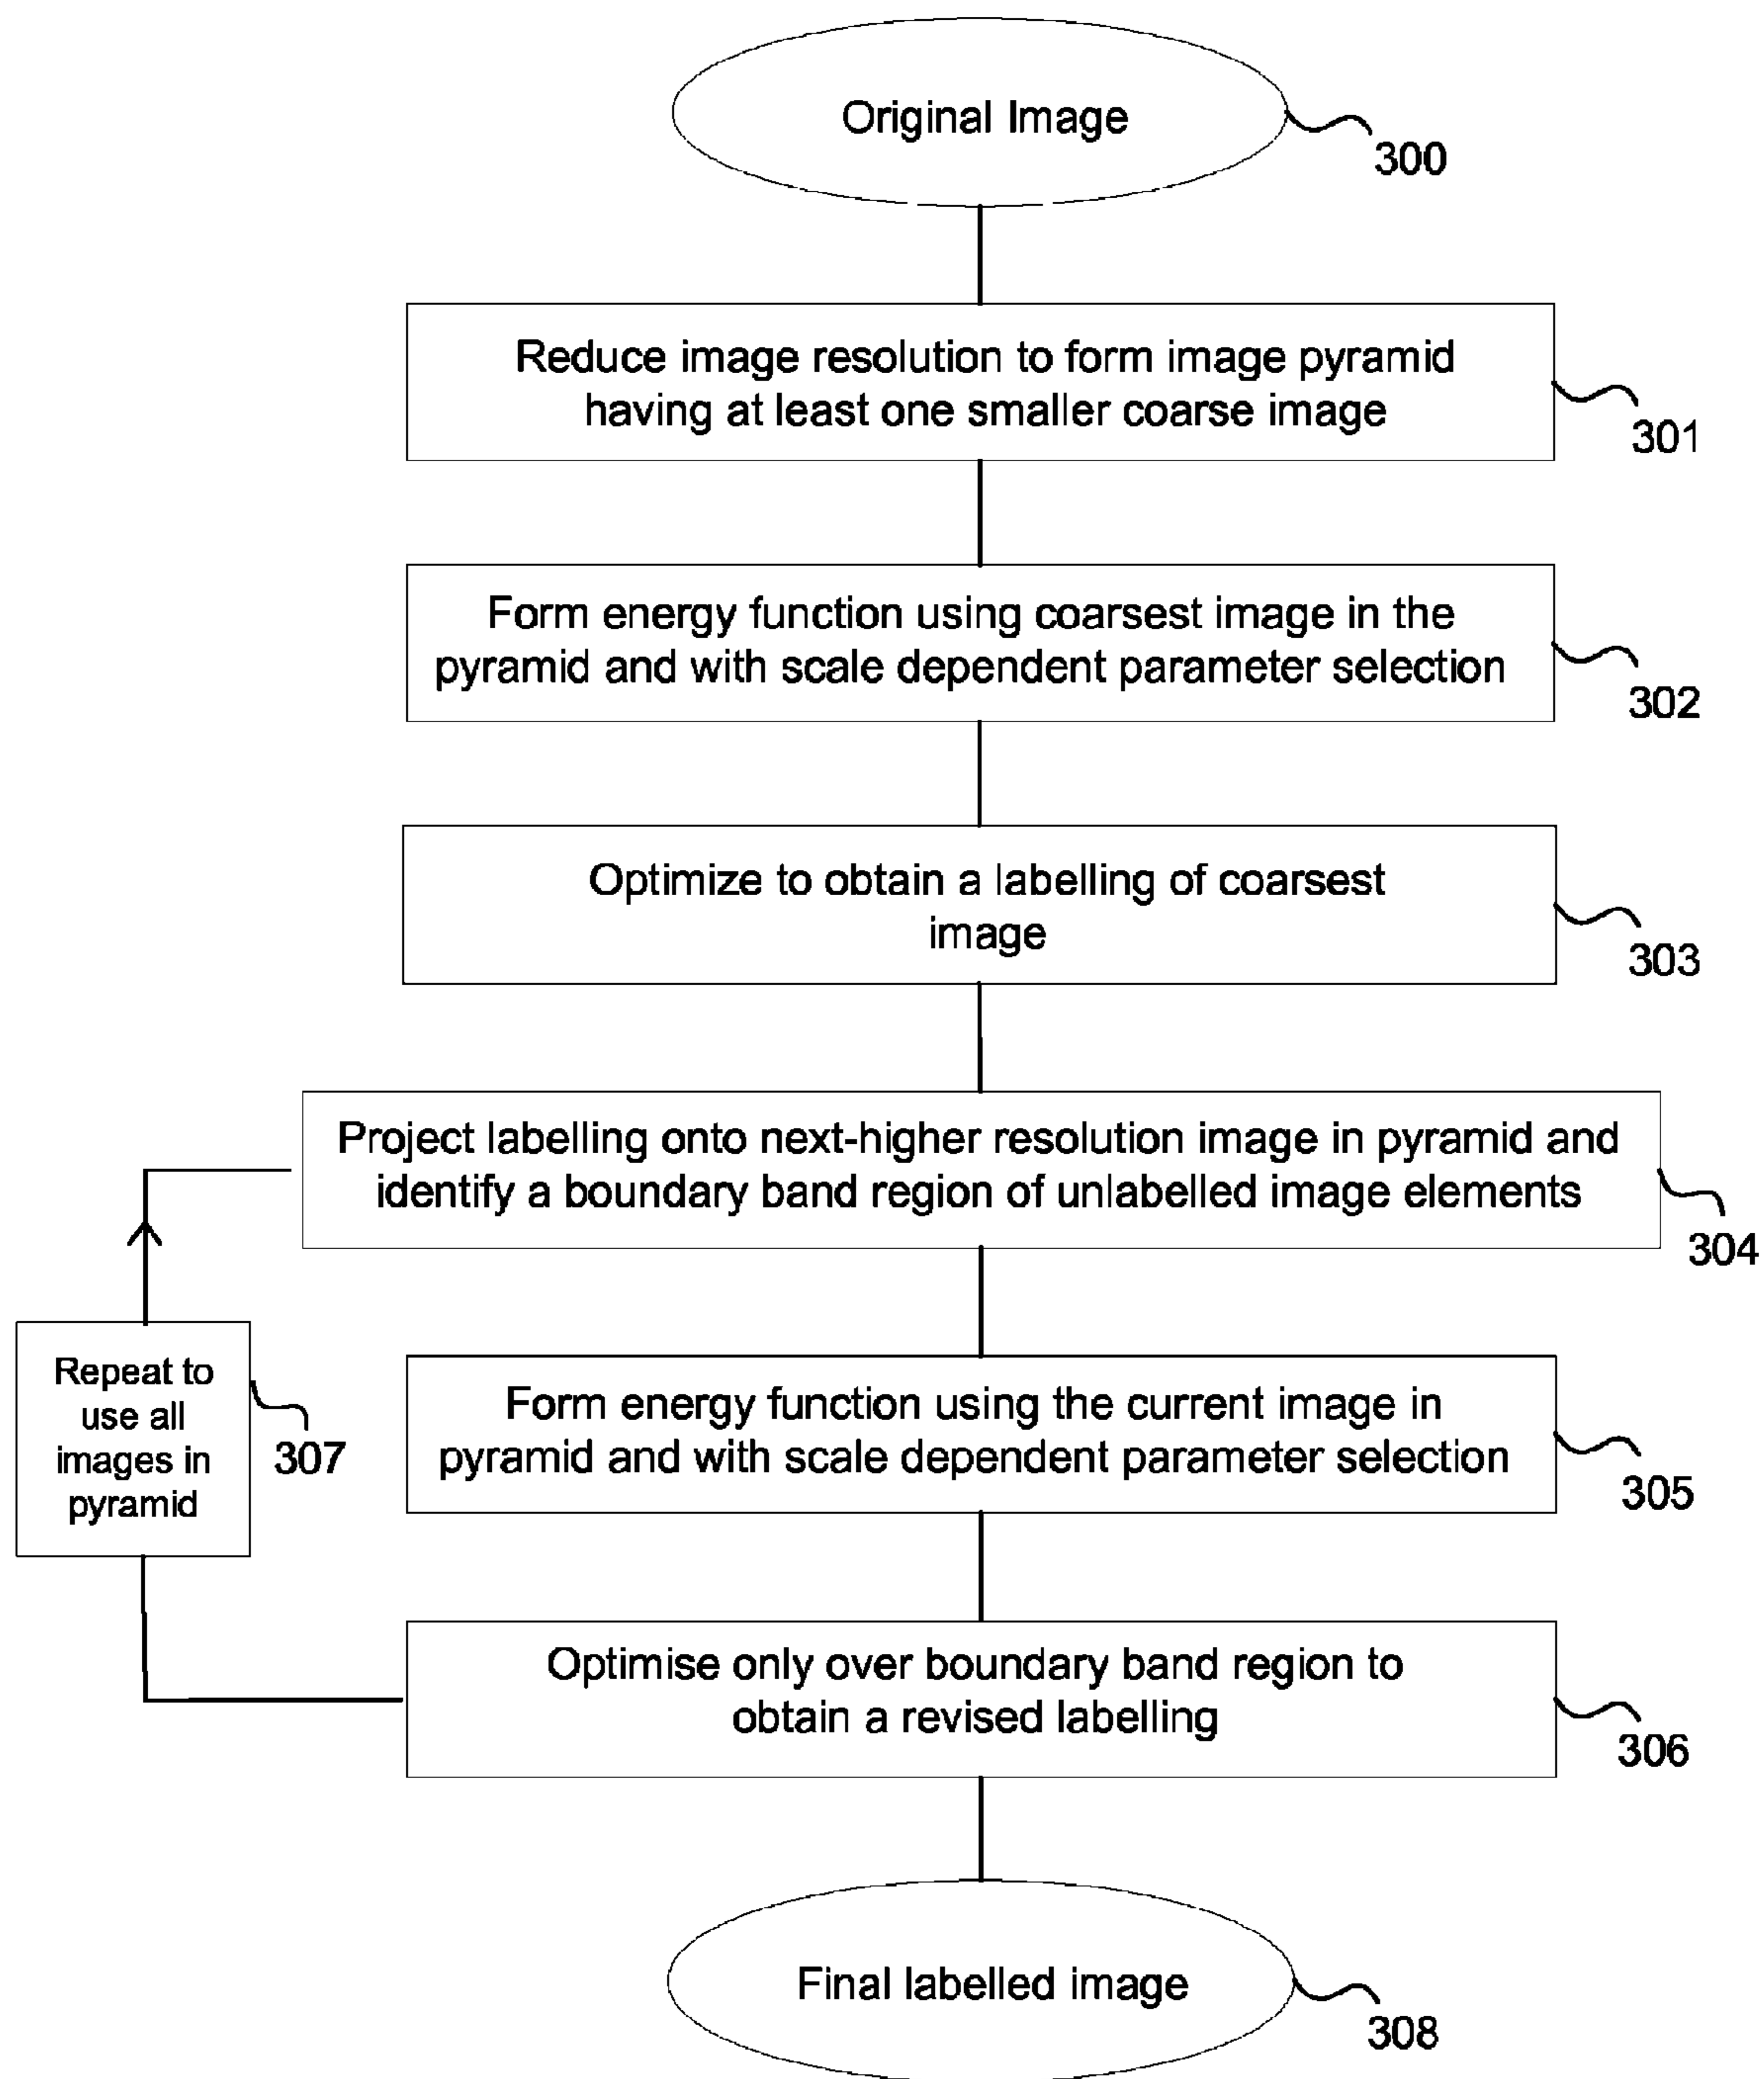 Original Image
300
Reduce image resolution to form image pyramid
having at least one smaller coarse image
301
Form energy function using coarsest image in the
pyramid and with scale dependent parameter selection
302
Optimize to obtain a labelling of coarsest
image
303
Project labelling onto next-higher resolution image in pyramid and
identify a boundary band region of unlabelled image elements
304
Repeat to
use all
images in
pyramid
307
Form energy function using the current image in
pyramid and with scale dependent parameter selection
305
Optimise only over boundary band region to
obtain a revised labelling
306
Final labelled image
308